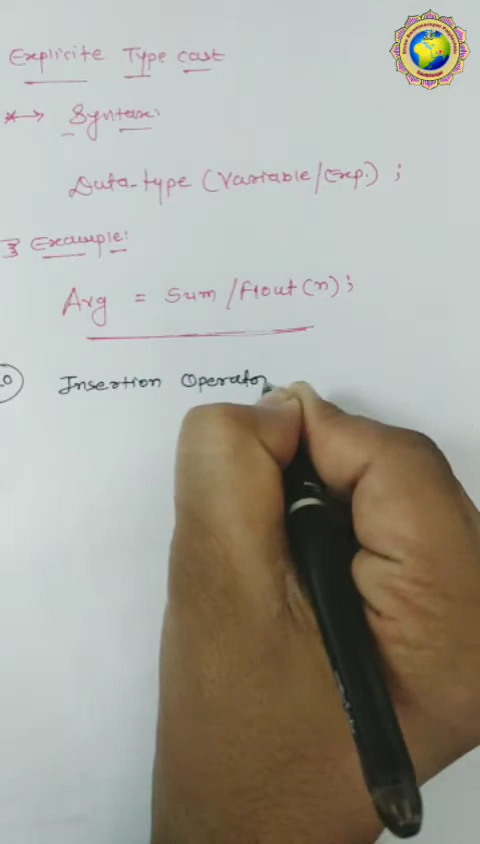 Explicite Type cast
* → Syntax:
Data-type (Variable/Exp.) ;
Example:
Avg = Sum / float (n) ;
Insertion Operator